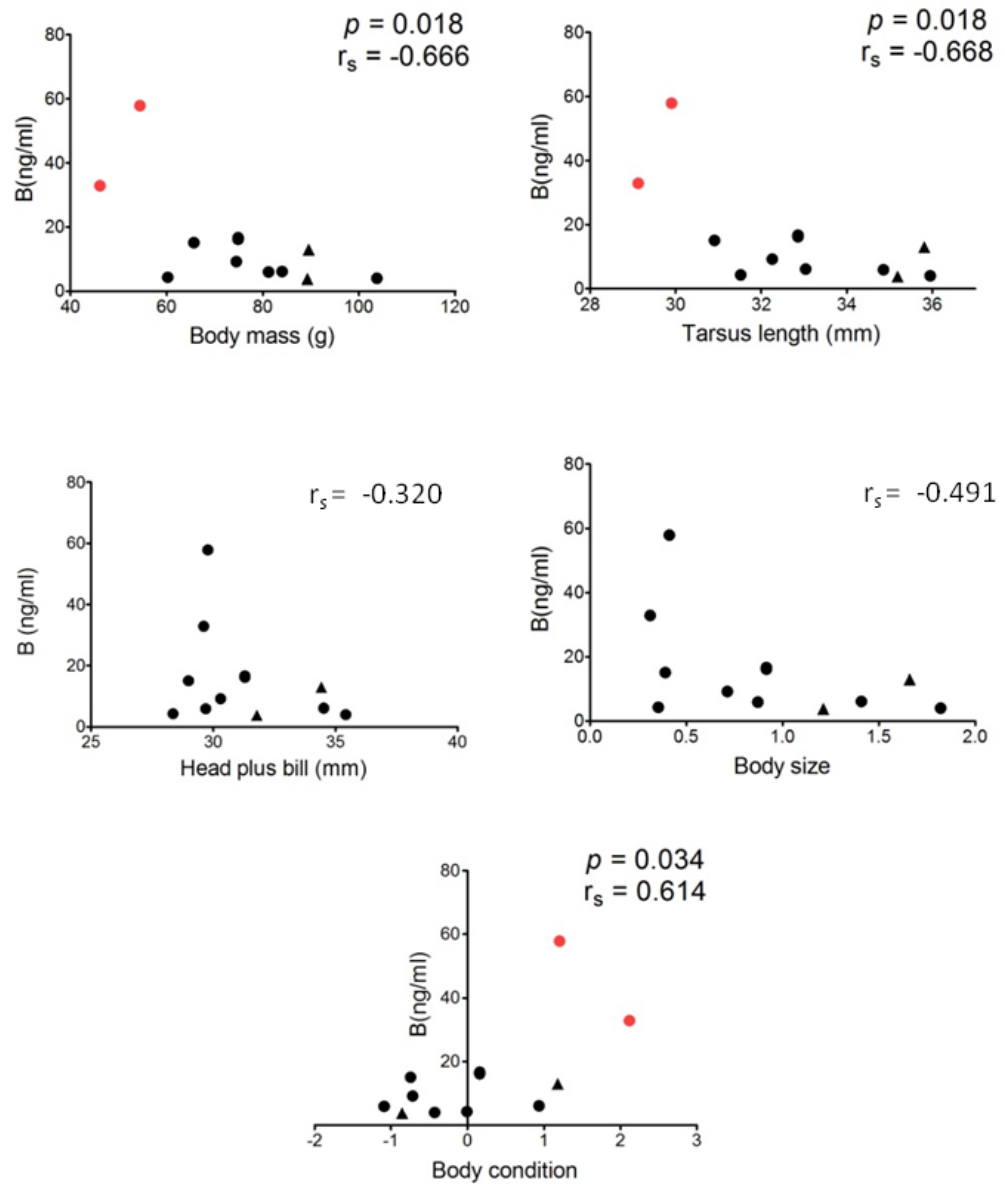 p = 0.018
rs = -0.666
80
60
40
20
0
B(ng/ml)
40 60 80 100 120
Body mass (g)
p = 0.018
rs = -0.668
80
60
40
20
0
B(ng/ml)
28 30 32 34 36
Tarsus length (mm)
rs = -0.320
80
60
40
20
0
B (ng/ml)
25 30 35 40
Head plus bill (mm)
rs = -0.491
80
60
40
20
0
B(ng/ml)
0.0 0.5 1.0 1.5 2.0
Body size
p = 0.034
rs = 0.614
80
60
40
20
B(ng/ml)
-2 -1 0 1 2 3
Body condition